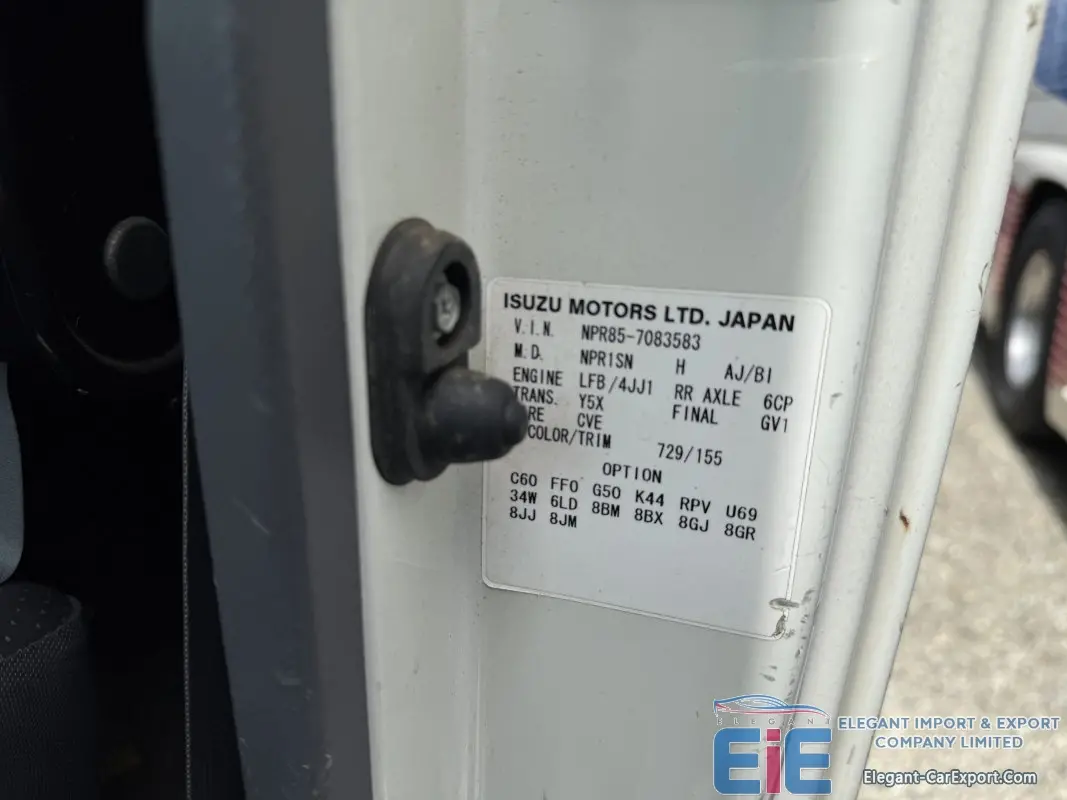 ISUZU MOTORS LTD. JAPAN
V.I.N. NPR85-7083583
M.D. NPR1SN H AJ/BI
ENGINE LFB/4JJ1 RR AXLE 6CP
TRANS. Y5X FINAL GV1
CVE
COLOR/TRIM 729/155
OPTION
C60 FF0 G50 K44 RPV U69
34W 6LD 8BM 8BX 8GJ 8GR
8JJ 8JM
ELEGANT
EiE
ELEGANT IMPORT & EXPORT
COMPANY LIMITED
Elegant-CarExport.Com